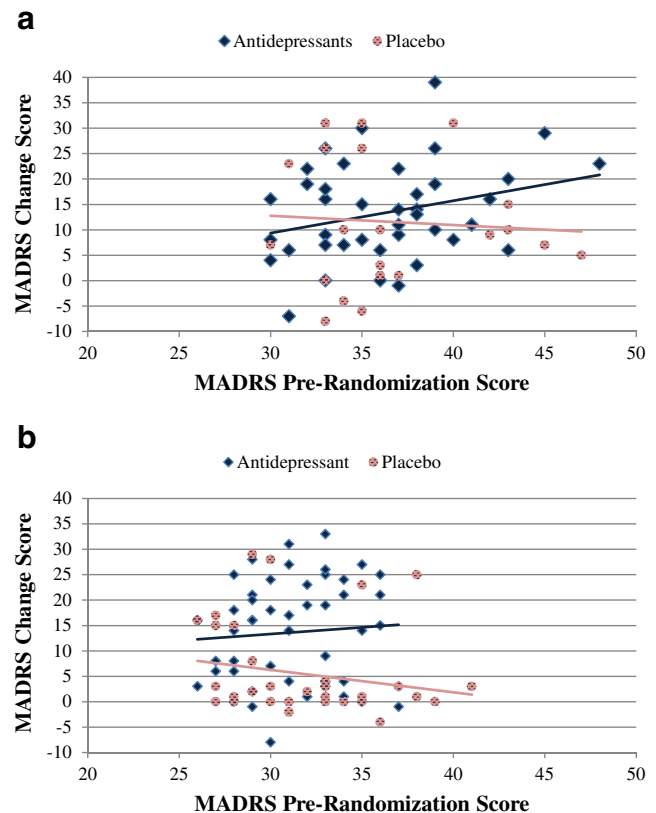 a
Antidepressants Placebo
40
35
30
25
20
15
10
5
0
-5
-10
MADRS Change Score
20 25 30 35 40 45 50
MADRS Pre-Randomization Score
b
Antidepressant Placebo
40
35
30
25
20
15
10
5
0
-5
-10
MADRS Change Score
20 25 30 35 40 45 50
MADRS Pre-Randomization Score